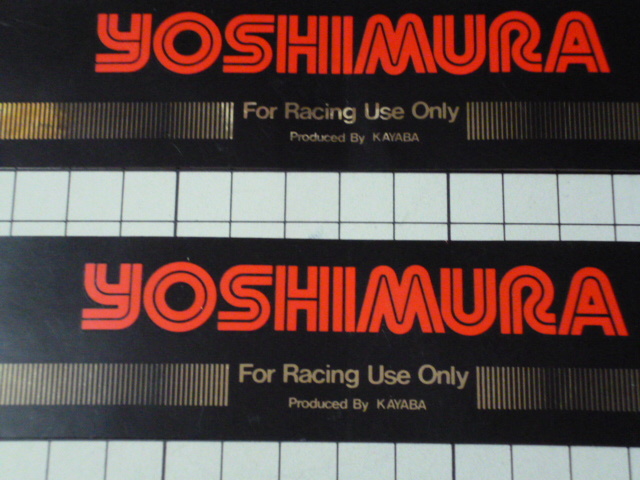 YOSHIMURA
For Racing Use Only
Produced By KAYABA
YOSHIMURA
For Racing Use Only
Produced By KAYABA